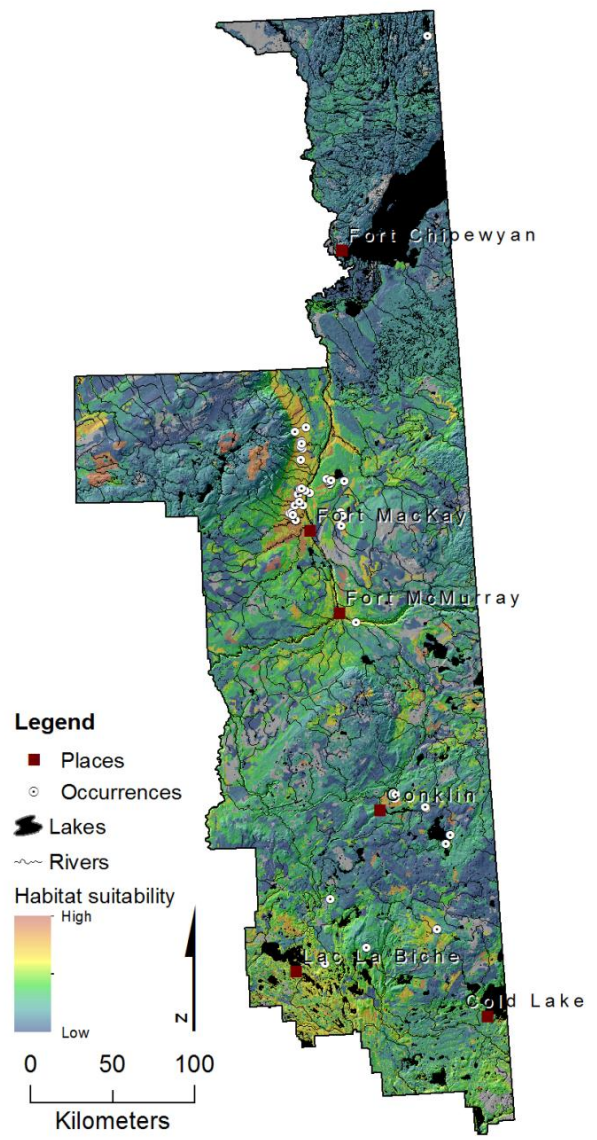 Fort Chipewyan
Fort MacKay
Fort McMurray
Conklin
Lac La Biche
Cold Lake
Legend
Places
Occurrences
Lakes
Rivers
Habitat suitability
High
Low
N
0 50 100
Kilometers